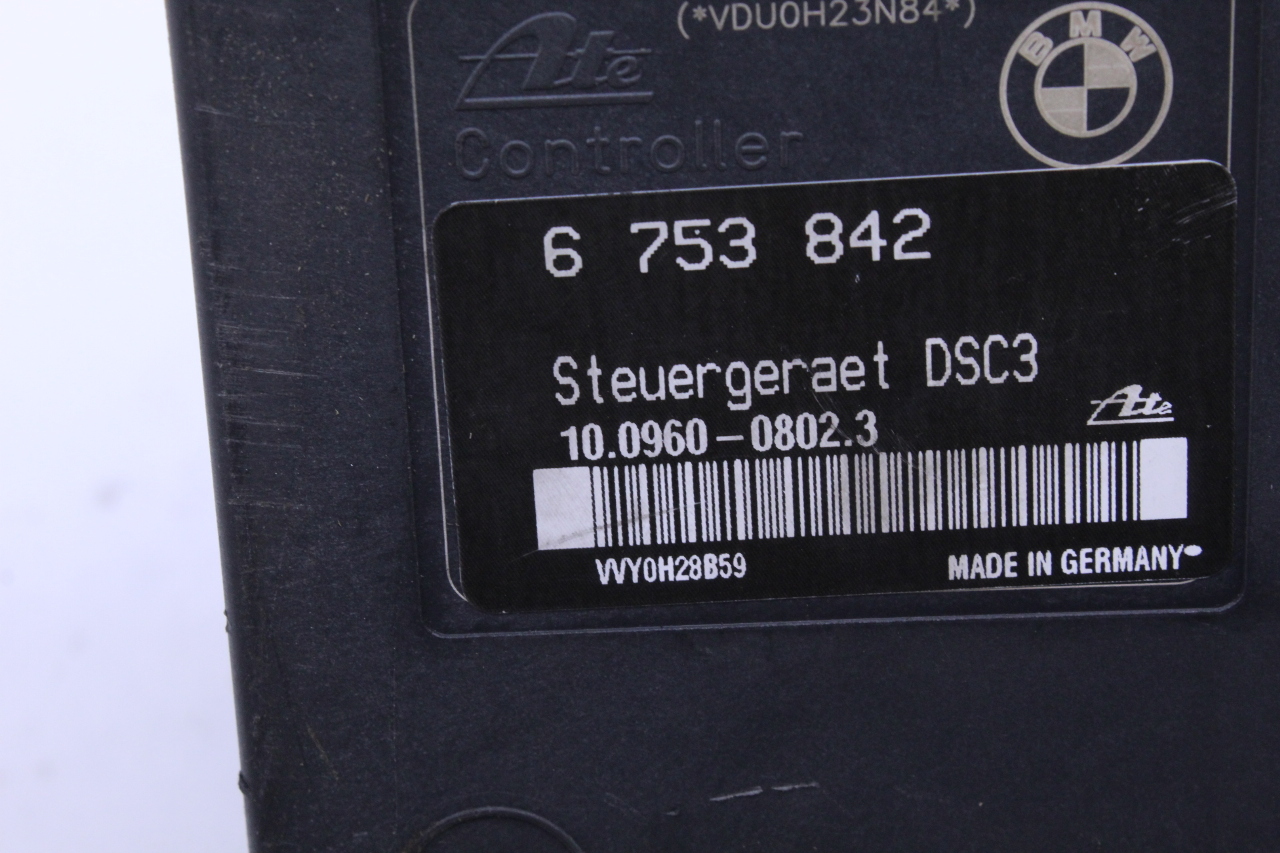 (*VDU0H23N84*)
Ate
BMW
Controller
6 753 842
Steuergeraet DSC3
Ate
10.0960-0802.3
VVY0H28B59
MADE IN GERMANY